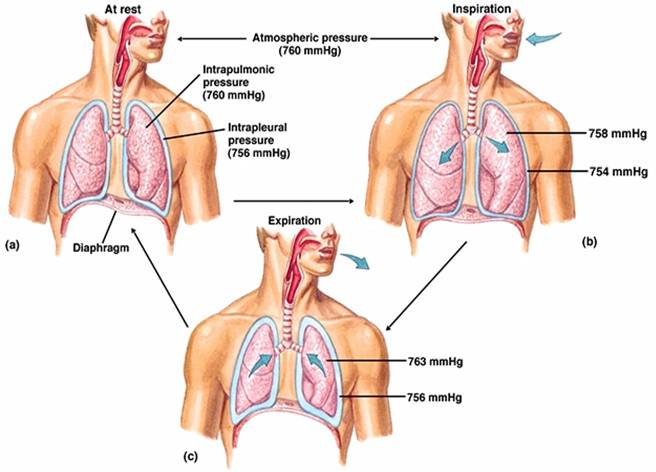 At rest
Inspiration
Atmospheric pressure
(760 mmHg)
Intrapulmonic
pressure
(760 mmHg)
Intrapleural
pressure
(756 mmHg)
758 mmHg
754 mmHg
(a)
Diaphragm
(b)
Expiration
763 mmHg
756 mmHg
(c)